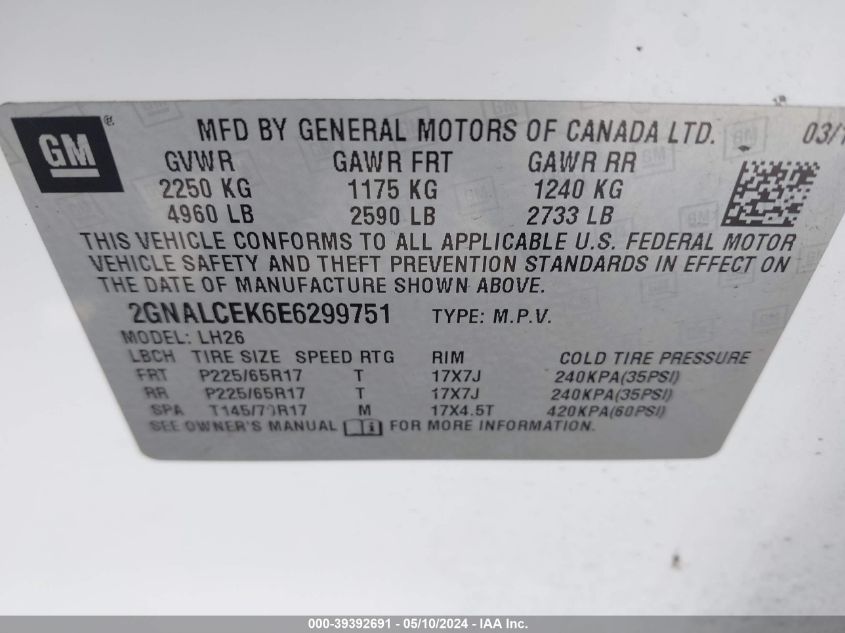 GM ® MFD BY GENERAL MOTORS OF CANADA LTD. 03/1
GVWR GAWR FRT GAWR RR
2250 KG 1175 KG 1240 KG
4960 LB 2590 LB 2733 LB
THIS VEHICLE CONFORMS TO ALL APPLICABLE U.S. FEDERAL MOTOR
VEHICLE SAFETY AND THEFT PREVENTION STANDARDS IN EFFECT ON
THE DATE OF MANUFACTURE SHOWN ABOVE.
2GNALCEK6E6299751 TYPE: M.P.V.
MODEL: LH26
LBCH TIRE SIZE SPEED RTG RIM COLD TIRE PRESSURE
FRT P225/65R17 T 17X7J 240KPA(35PSI)
RR P225/65R17 T 17X7J 240KPA(35PSI)
SPA T145/70R17 M 17X4.5T 420KPA(60PSI)
SEE OWNER'S MANUAL FOR MORE INFORMATION.
000-39392691 - 05/10/2024 - IAA Inc.